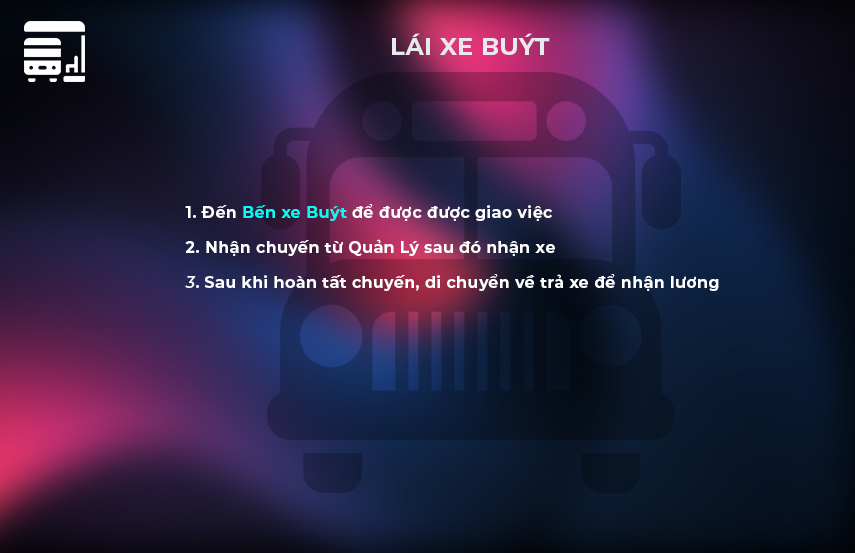 LÁI XE BUÝT
1. Đến Bến xe Buýt để được được giao việc
2. Nhận chuyến từ Quản Lý sau đó nhận xe
3. Sau khi hoàn tất chuyến, di chuyển về trả xe để nhận lương